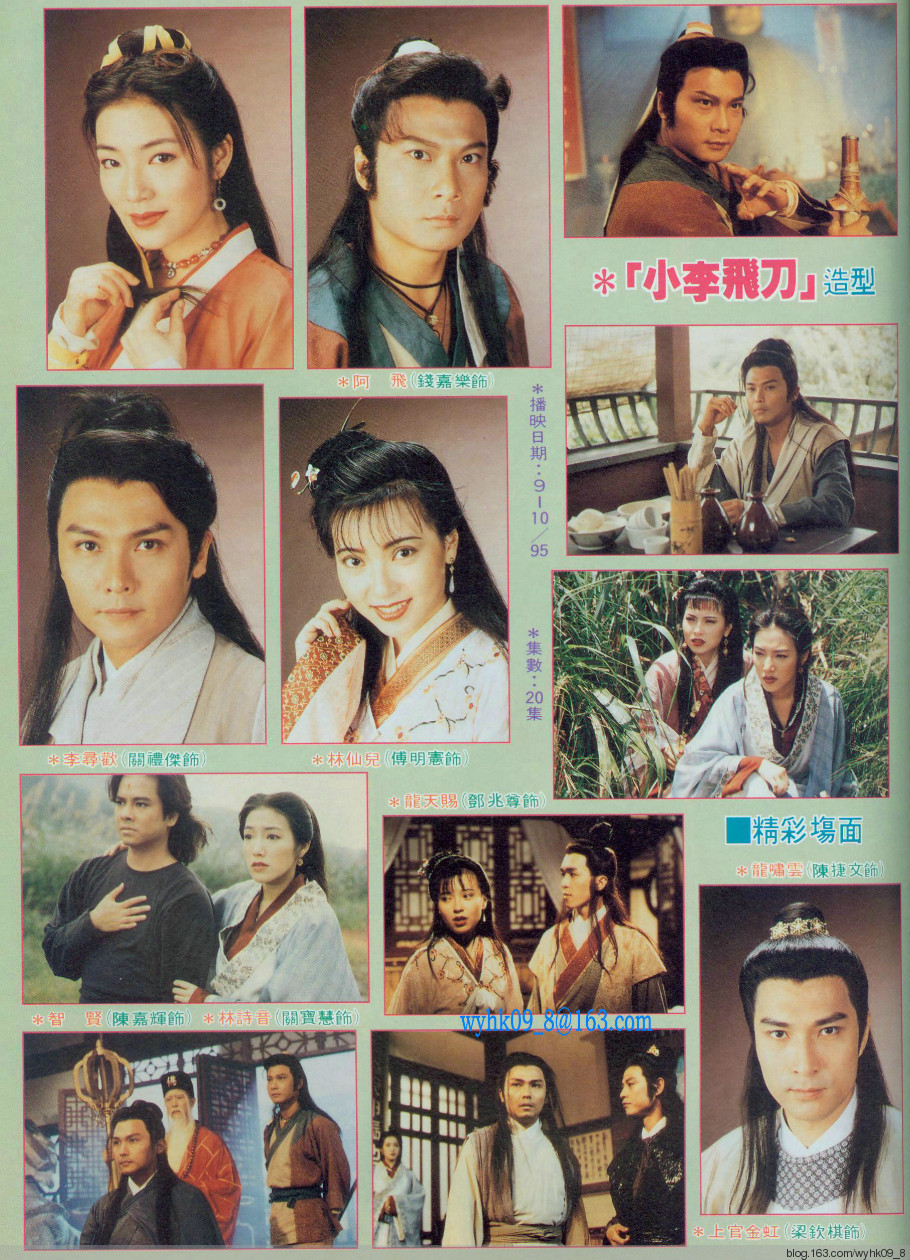 ＊「小李飛刀」造型
＊阿　飛(錢嘉樂飾)
＊播映日期：9－10／95
＊集數：20集
＊李尋歡(關禮傑飾)
＊林仙兒(傅明憲飾)
＊龍天賜(鄧兆尊飾)
■精彩場面
＊龍嘯雲(陳捷文飾)
＊智　賢(陳嘉輝飾)　＊林詩音(關寶慧飾)
wyhk09_8@163.com
佛
＊上官金虹(梁欽棋飾)
blog.163.com/wyhk09_8